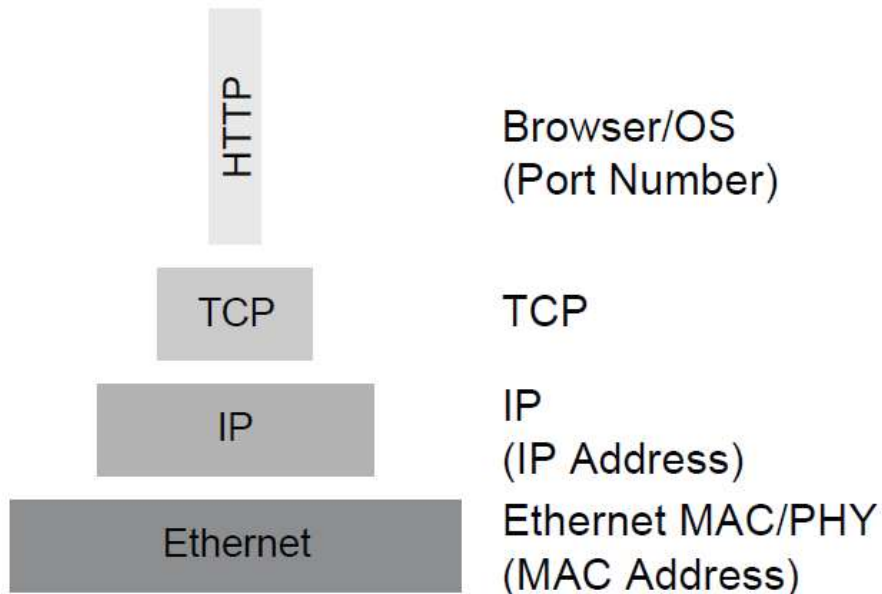 HTTP
Browser/OS
(Port Number)
TCP
TCP
IP
IP
(IP Address)
Ethernet
Ethernet MAC/PHY
(MAC Address)